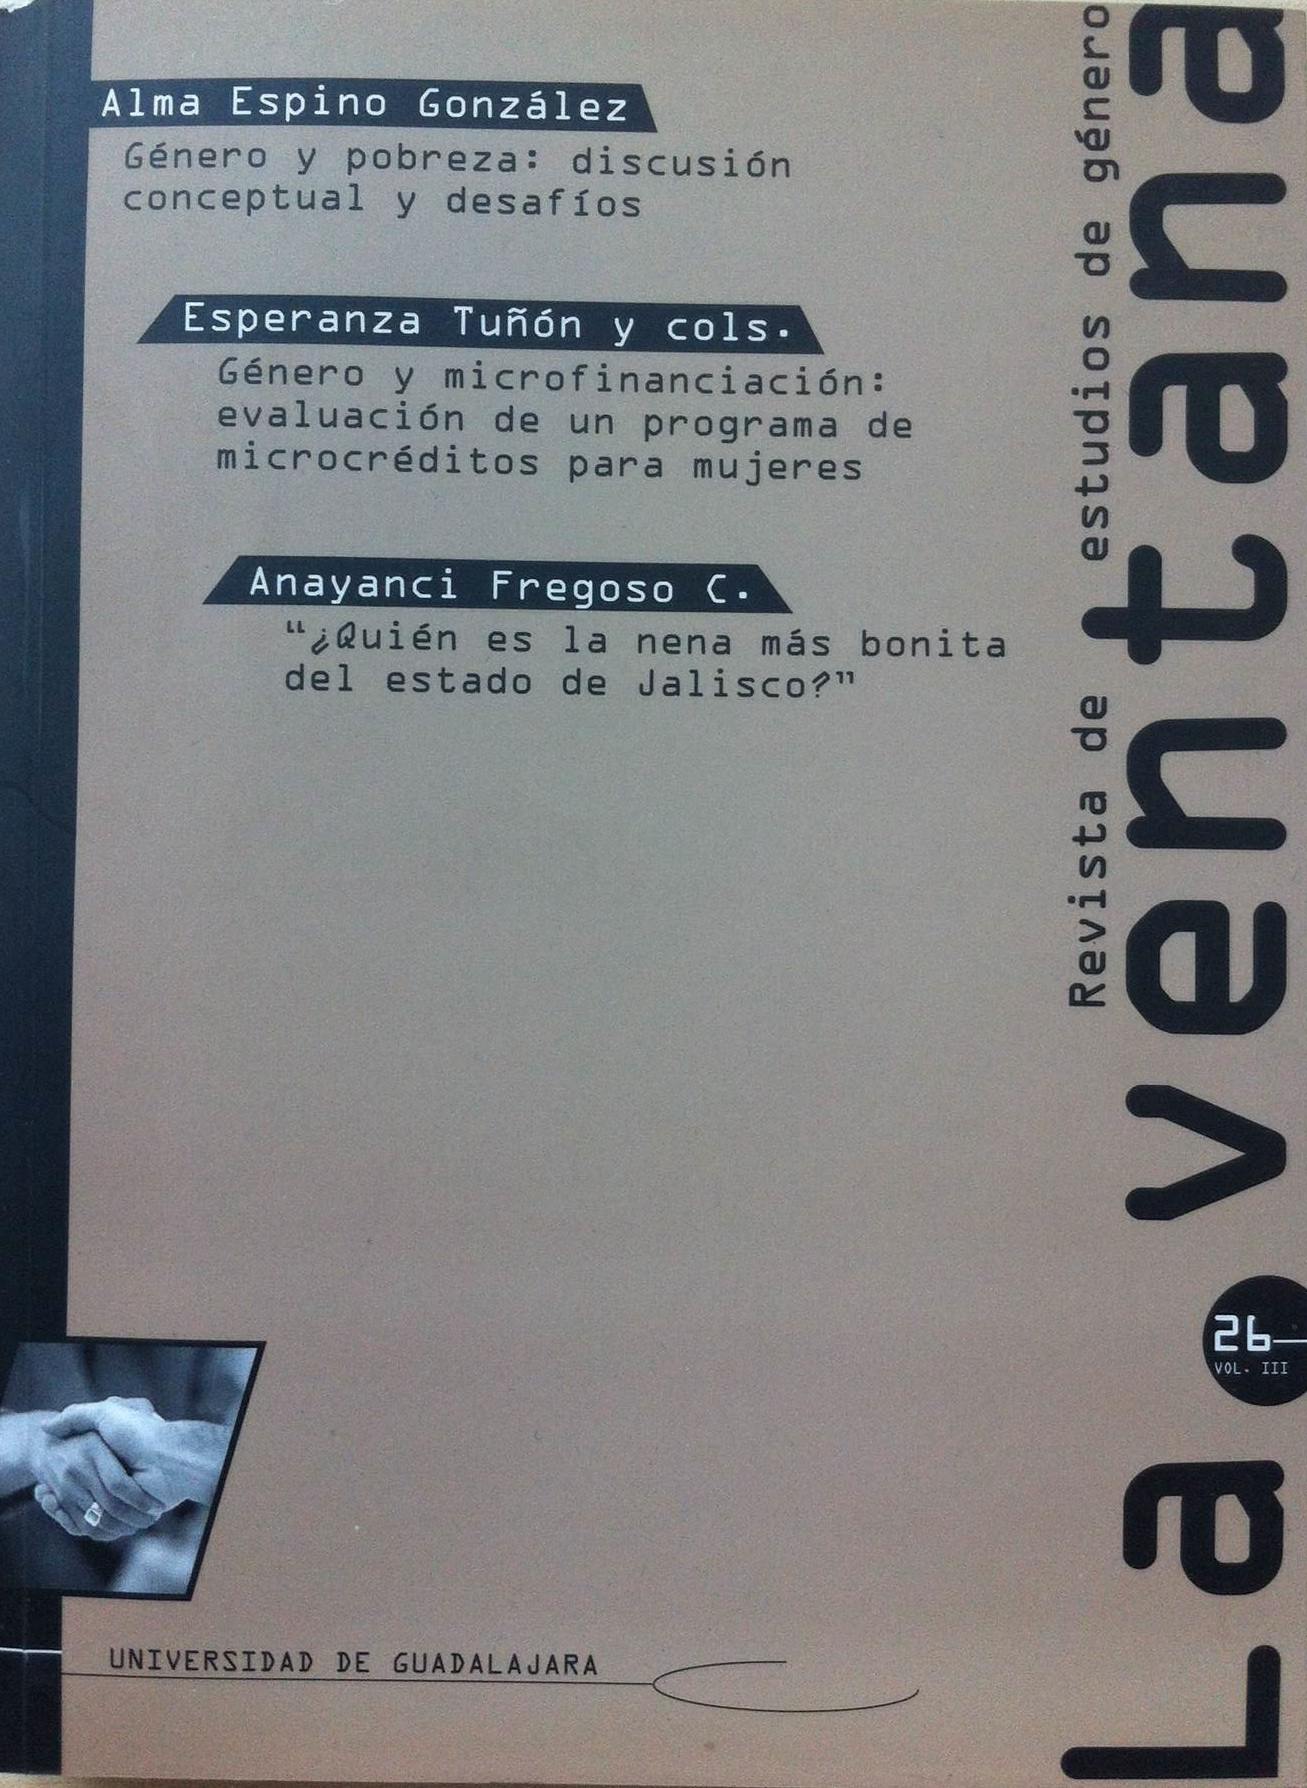 Alma Espino González
Género y pobreza: discusión
conceptual y desafíos
Esperanza Tuñón y cols.
Género y microfinanciación:
evaluación de un programa de
microcréditos para mujeres
Anayanci Fregoso C.
“¿Quién es la nena más bonita
del estado de Jalisco?”
Revista de estudios de género
La ventana
26
VOL. III
UNIVERSIDAD DE GUADALAJARA